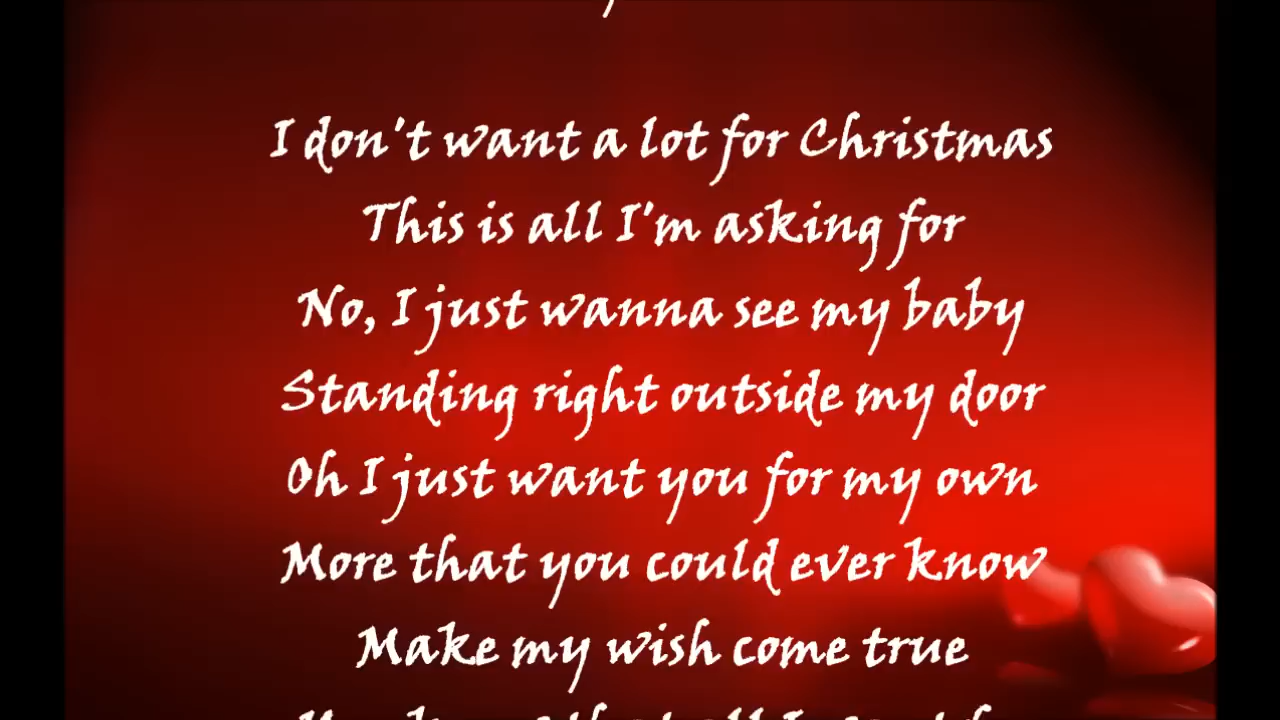 I don't want a lot for Christmas
This is all I'm asking for
No, I just wanna see my baby
Standing right outside my door
Oh I just want you for my own
More that you could ever know
Make my wish come true